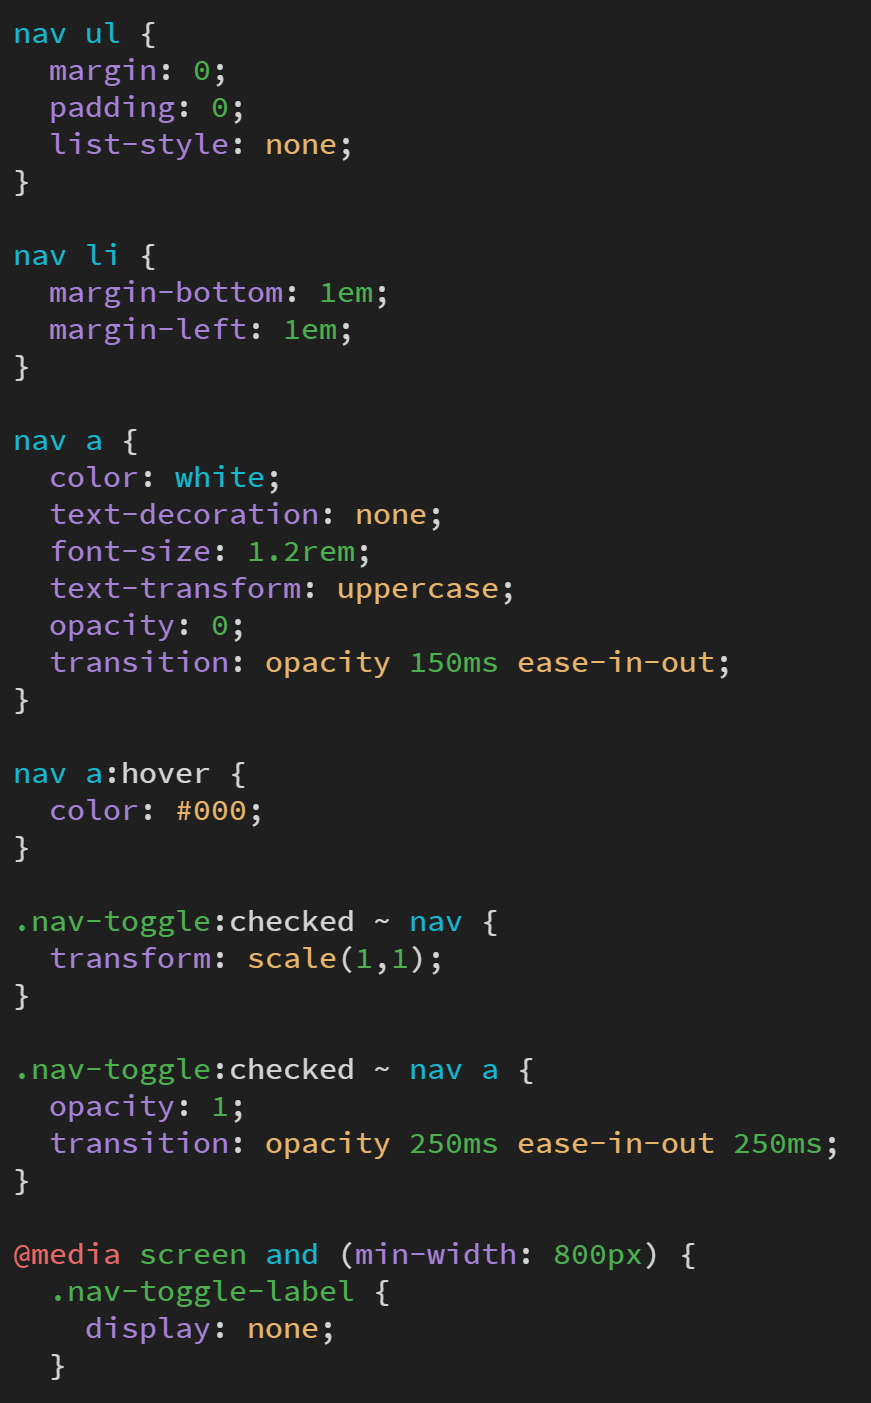 nav ul {
  margin: 0;
  padding: 0;
  list-style: none;
}

nav li {
  margin-bottom: 1em;
  margin-left: 1em;
}

nav a {
  color: white;
  text-decoration: none;
  font-size: 1.2rem;
  text-transform: uppercase;
  opacity: 0;
  transition: opacity 150ms ease-in-out;
}

nav a:hover {
  color: #000;
}

.nav-toggle:checked ~ nav {
  transform: scale(1,1);
}

.nav-toggle:checked ~ nav a {
  opacity: 1;
  transition: opacity 250ms ease-in-out 250ms;
}

@media screen and (min-width: 800px) {
  .nav-toggle-label {
    display: none;
  }